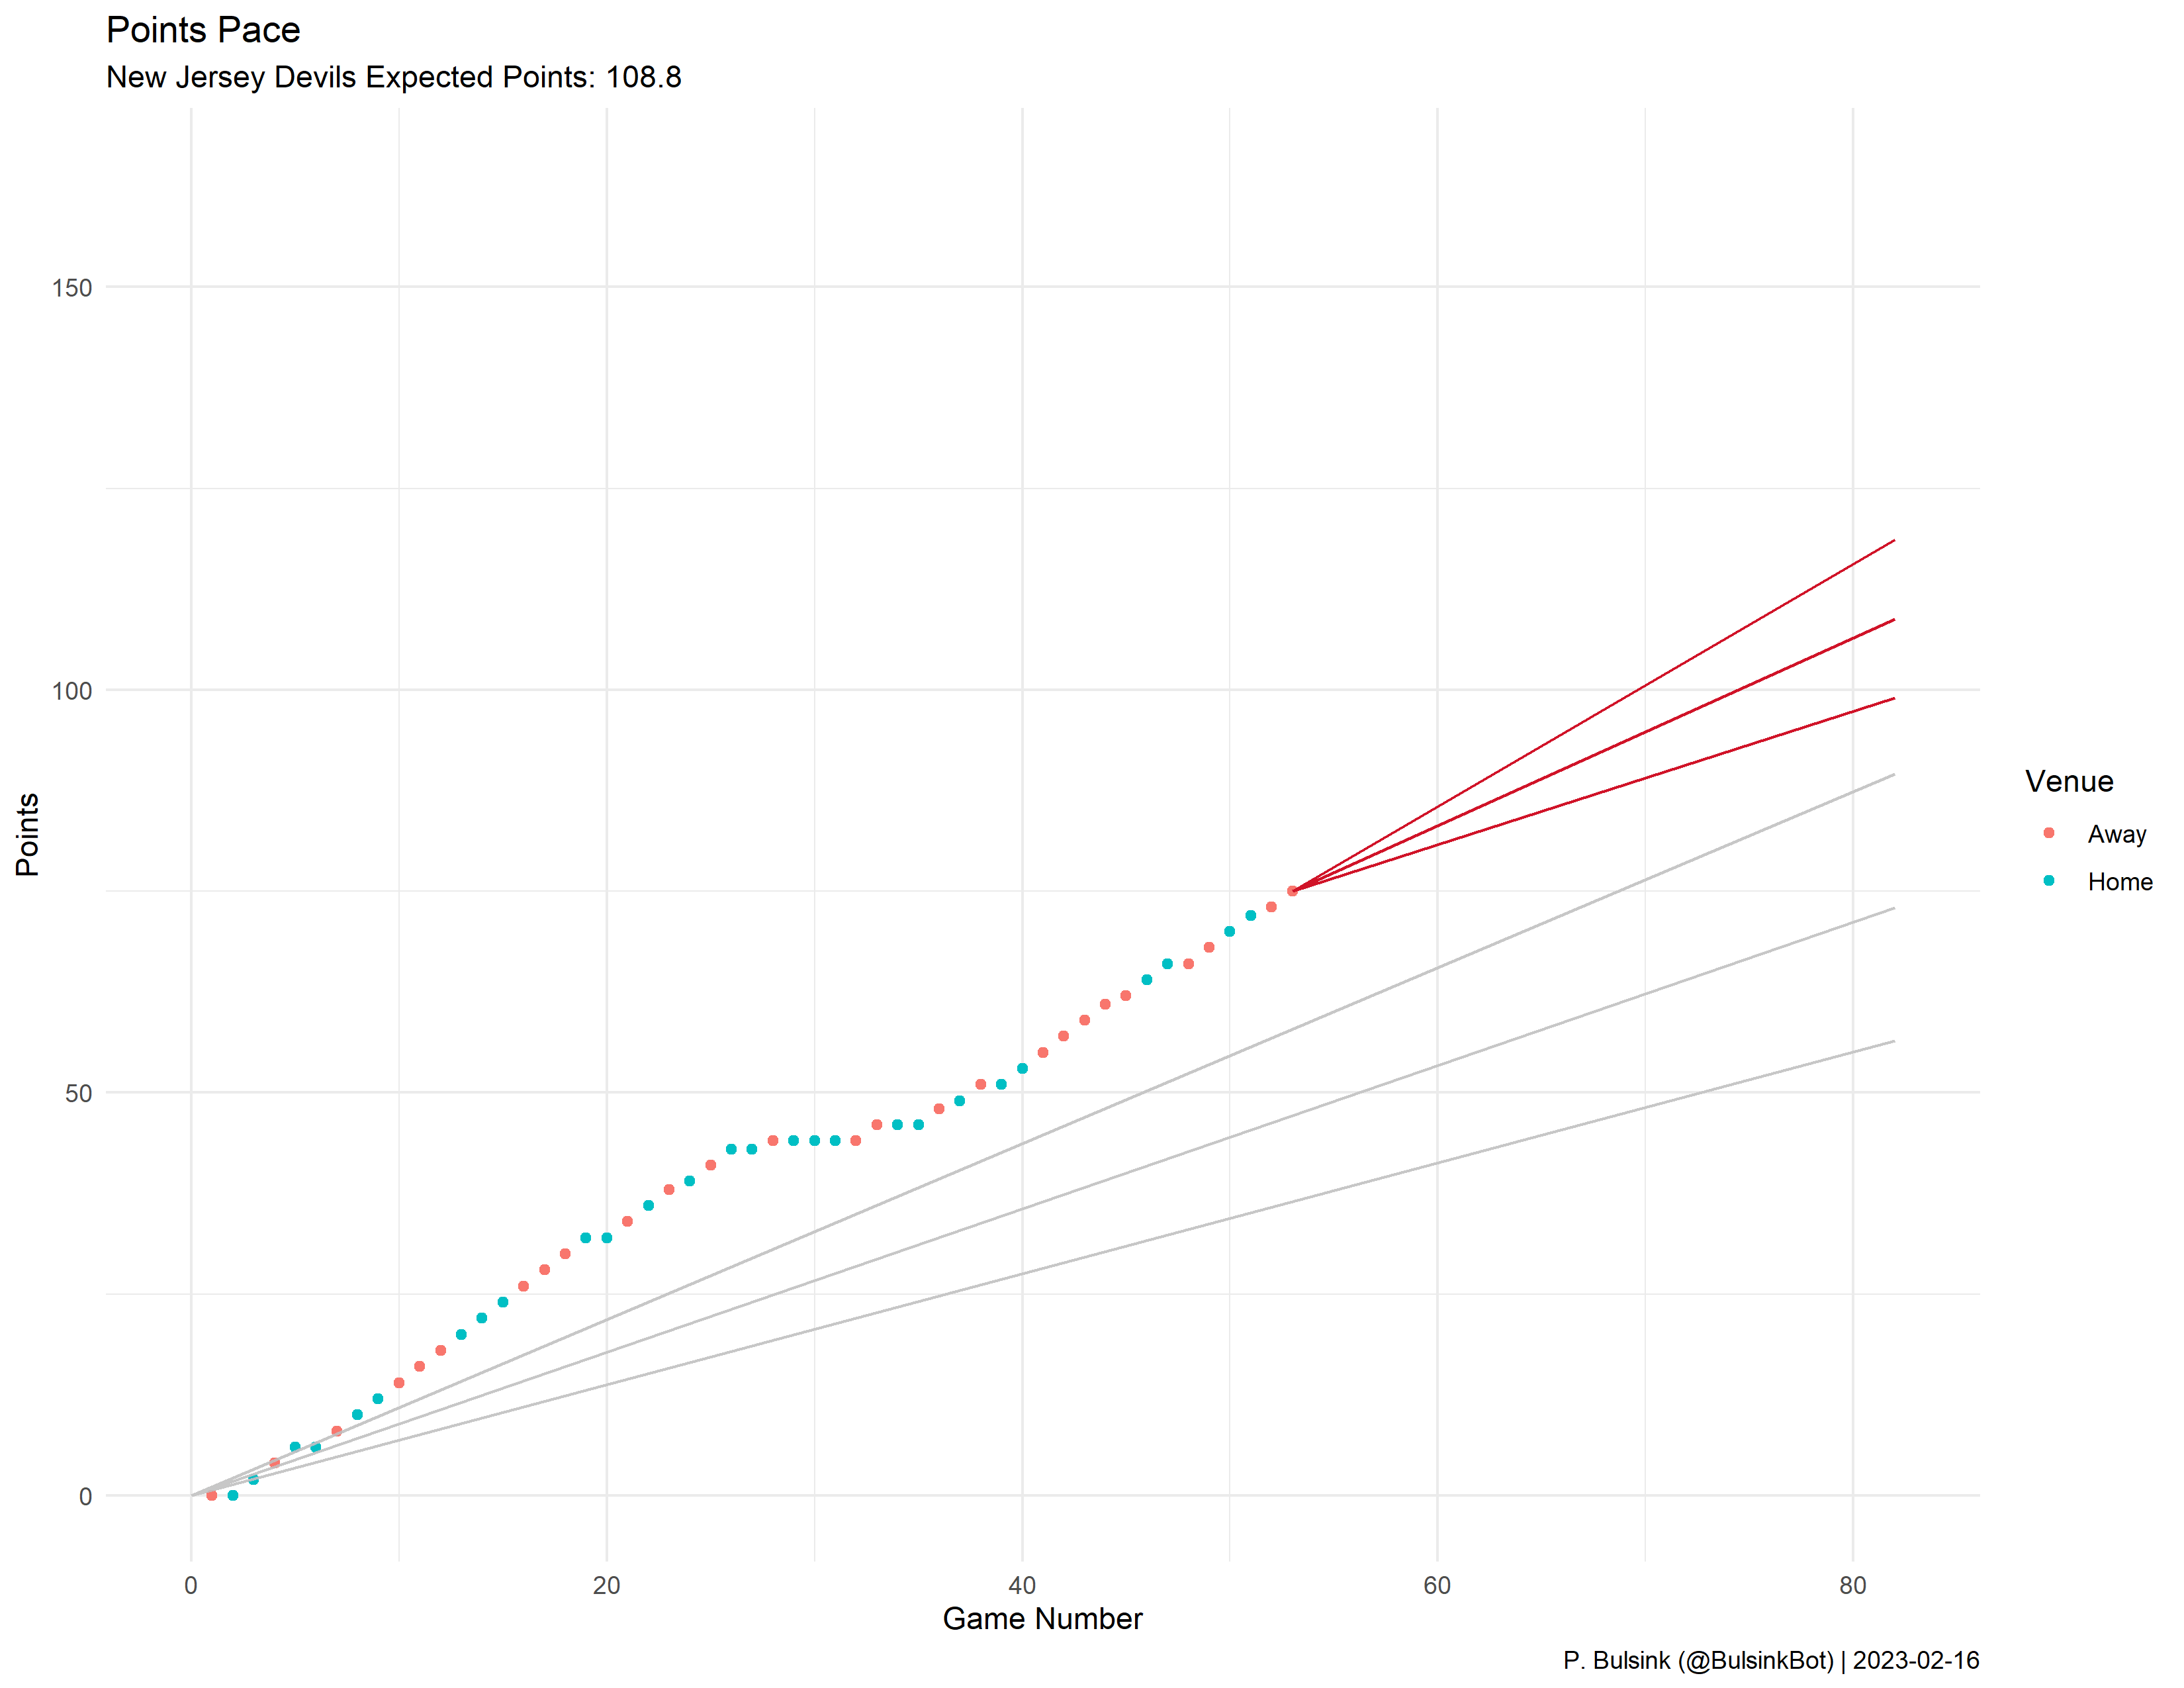 Points Pace
New Jersey Devils Expected Points: 108.8
150
100
50
0
Points
0 20 40 60 80
Game Number
Venue
Away
Home
P. Bulsink (@BulsinkBot) | 2023-02-16